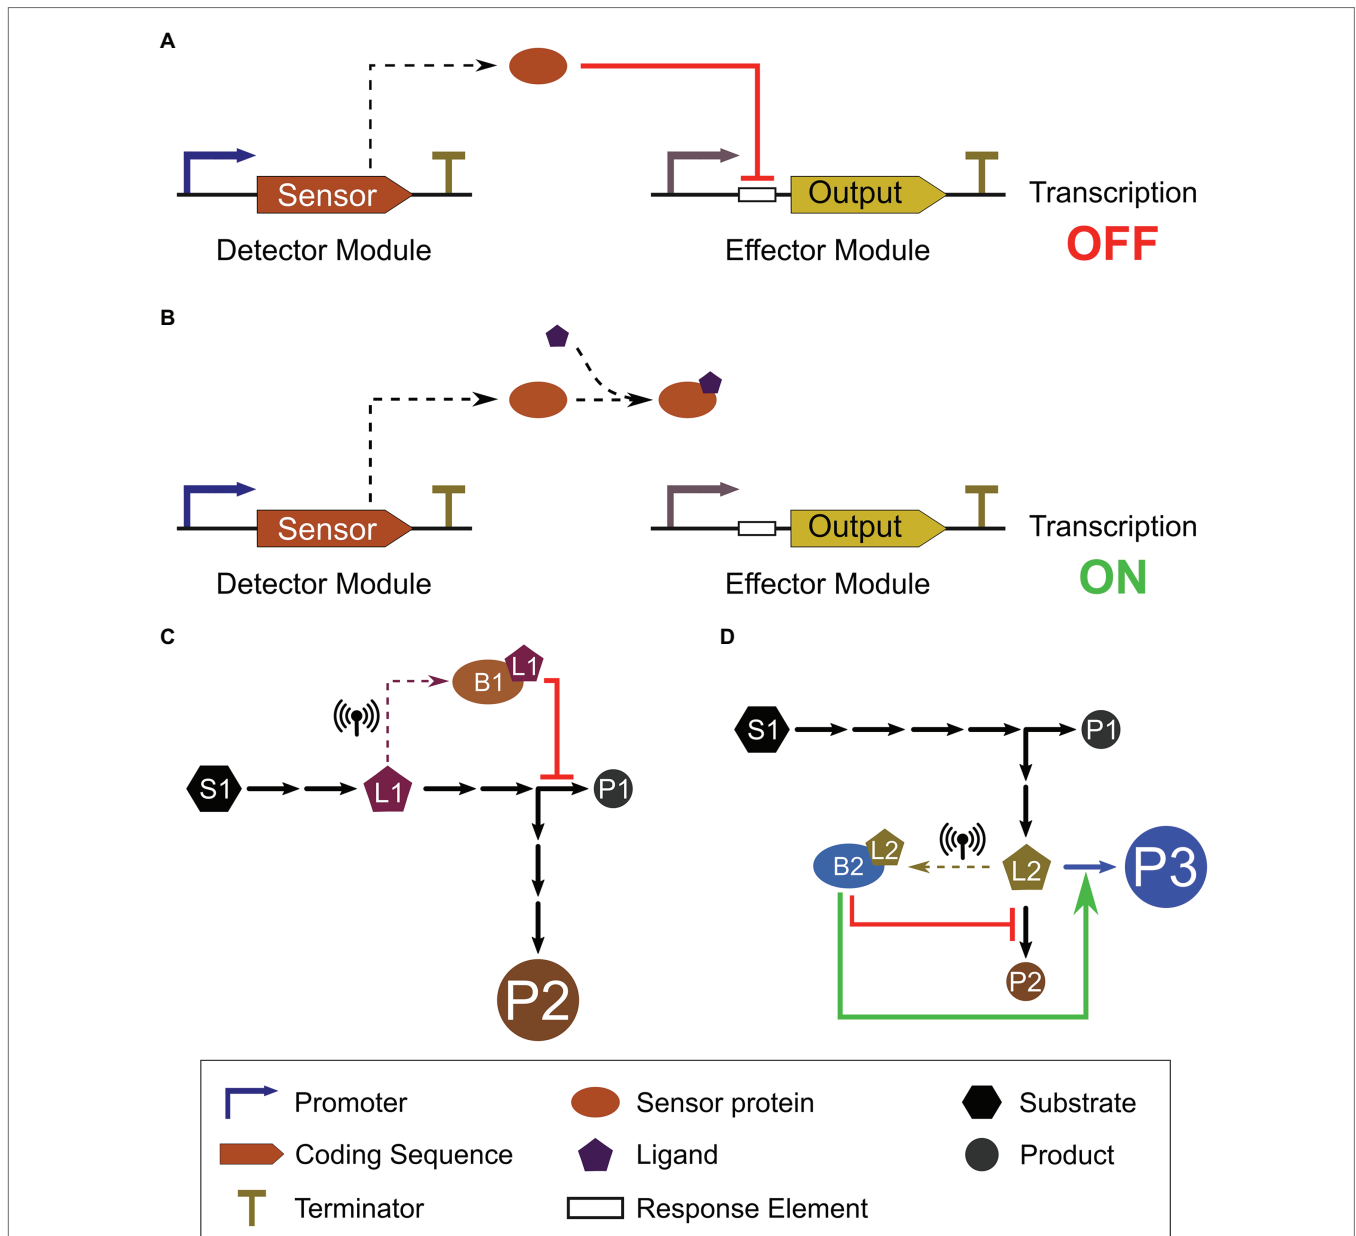 A
Sensor
Output
Transcription
OFF
Detector Module
Effector Module
B
Sensor
Output
Transcription
ON
Detector Module
Effector Module
C
L1
B1
S1
L1
P1
P2
D
S1
P1
B2
L2
L2
P3
P2
Promoter
Sensor protein
Substrate
Coding Sequence
Ligand
Product
Terminator
Response Element